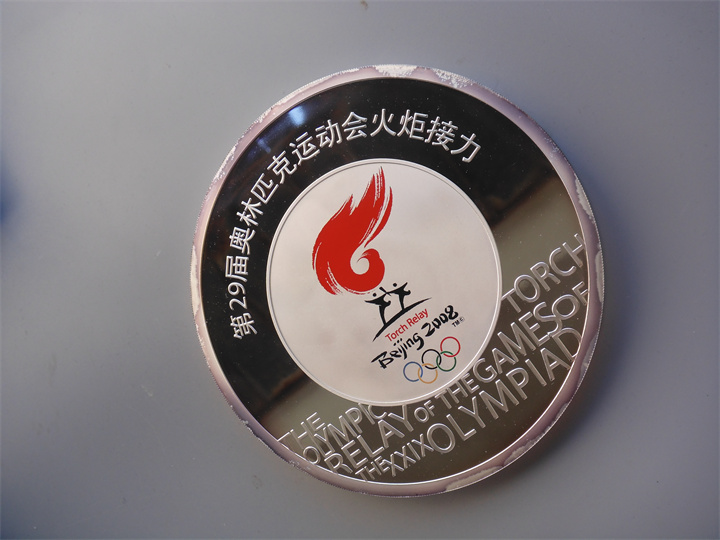 第29届奥林匹克运动会火炬接力
Torch Relay
Beijing 2008
TM©
THE
OLYMPIC TORCH
RELAY OF THE GAMES OF
THE XXIX OLYMPIAD